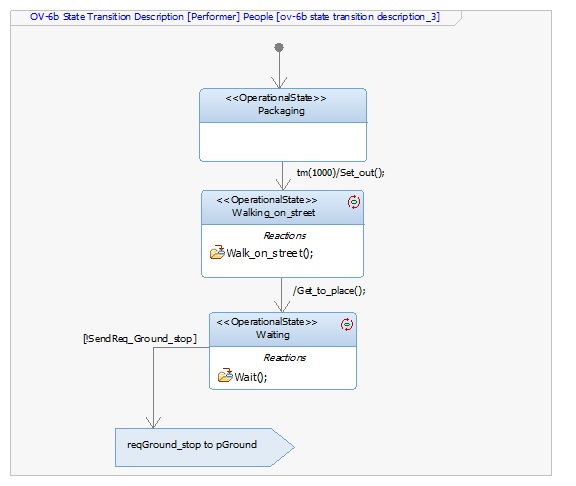 OV-6b State Transition Description [Performer] People [ov-6b state transition description_3]
<<OperationalState>>
Packaging
tm(1000)/Set_out();
<<OperationalState>>
Walking_on_street
Reactions
Walk_on_street();
/Get_to_place();
<<OperationalState>>
Waiting
[!SendReq_Ground_stop]
Reactions
Wait();
reqGround_stop to pGround